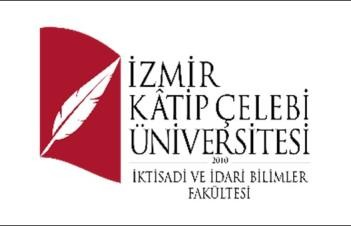 İZMİR
KÂTİP ÇELEBİ
ÜNİVERSİTESİ
2010
İKTİSADİ VE İDARİ BİLİMLER
FAKÜLTESİ